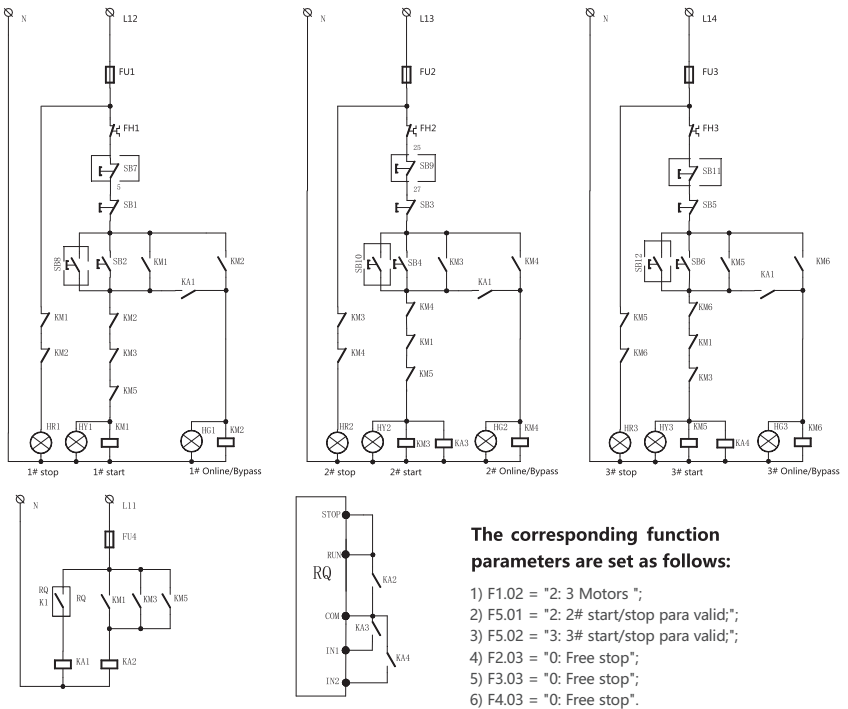 N
L12
FU1
FH1
SB7
5
SB1
SB8
SB2
KM1
KM2
KA1
KM1
KM2
KM2
KM3
KM5
HR1
HY1
KM1
HG1
KM2
1# stop
1# start
1# Online/Bypass
N
L13
FU2
FH2
25
SB9
27
SB3
SB10
SB4
KM3
KM4
KA1
KM3
KM4
KM4
KM1
KM5
HR2
HY2
KM3
KA3
HG2
KM4
2# stop
2# start
2# Online/Bypass
N
L14
FU3
FH3
SB11
SB5
SB12
SB6
KM5
KM6
KA1
KM5
KM6
KM6
KM1
KM3
HR3
HY3
KM5
KA4
HG3
KM6
3# stop
3# start
3# Online/Bypass
N
L11
FU4
RQ
K1
RQ
KM1
KM3
KM5
KA1
KA2
STOP
RUN
RQ
KA2
COM
KA3
IN1
KA4
IN2
The corresponding function
parameters are set as follows:
1) F1.02 = "2: 3 Motors ";
2) F5.01 = "2: 2# start/stop para valid;";
3) F5.02 = "3: 3# start/stop para valid;";
4) F2.03 = "0: Free stop";
5) F3.03 = "0: Free stop";
6) F4.03 = "0: Free stop".